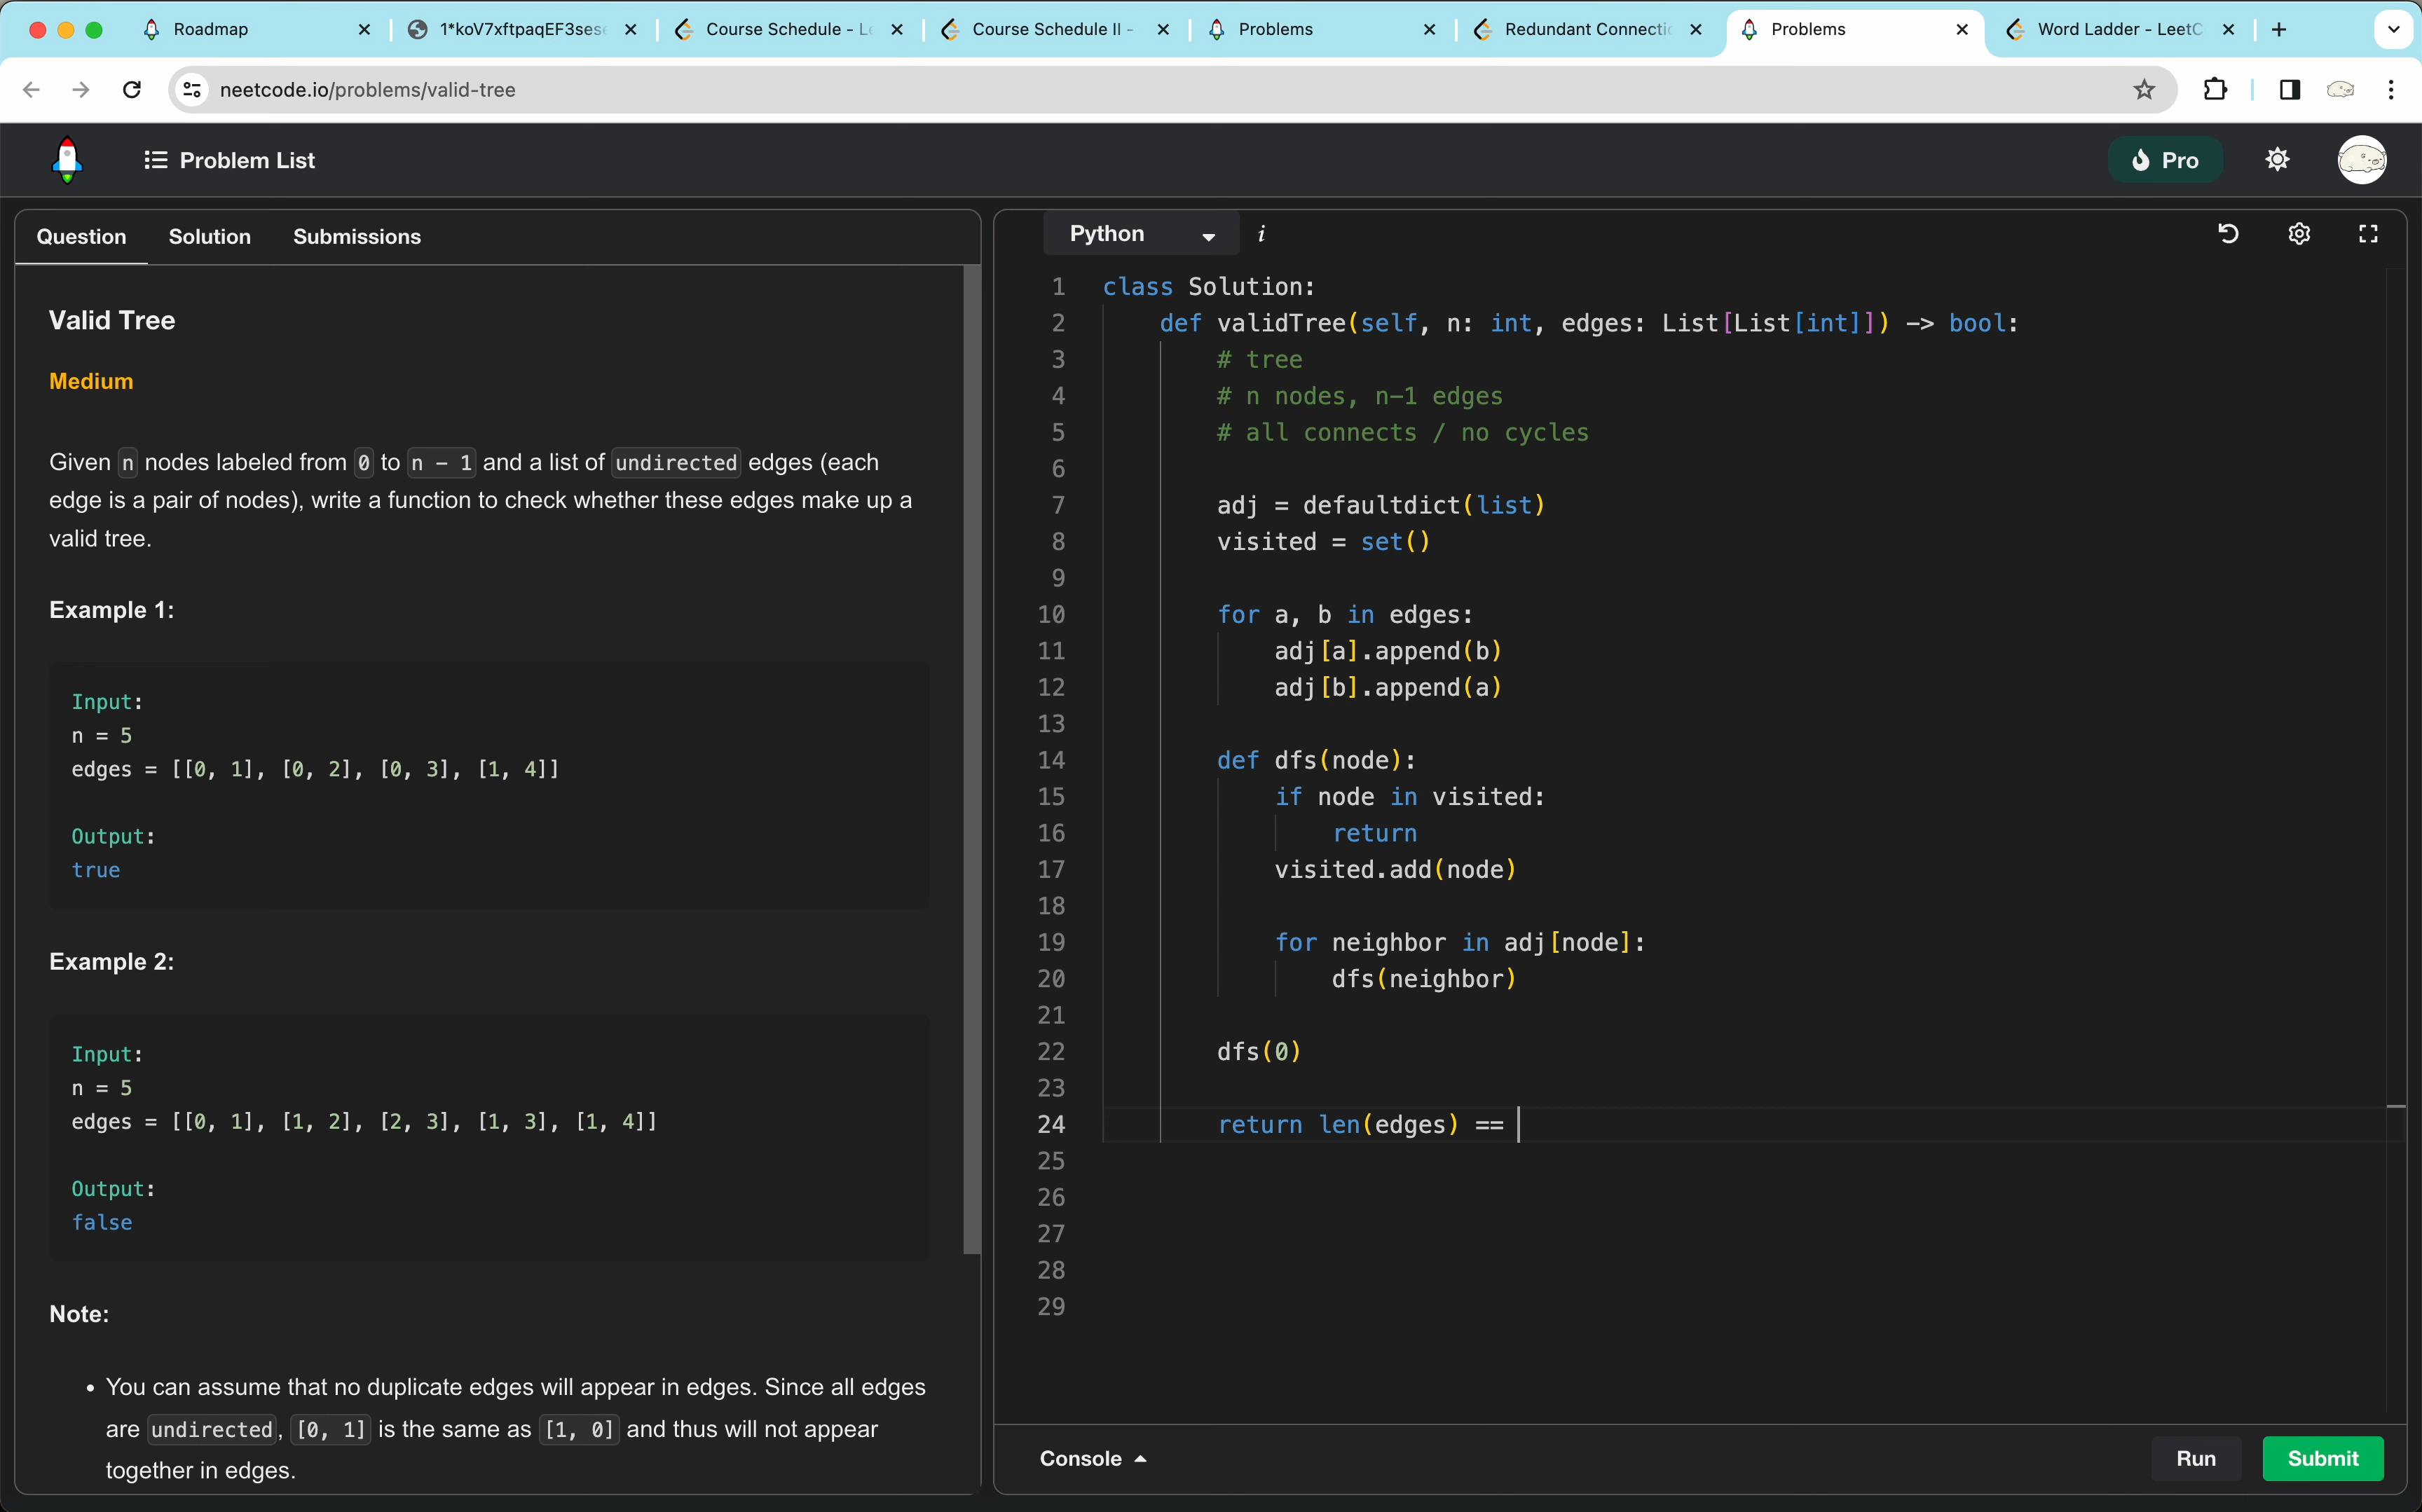 Roadmap
1*koV7xftpaqEF3sese
Course Schedule - Le
Course Schedule II -
Problems
Redundant Connectio
Problems
Word Ladder - LeetC
neetcode.io/problems/valid-tree
Problem List
Pro
Question Solution Submissions
Valid Tree
Medium
Given n nodes labeled from 0 to n - 1 and a list of undirected edges (each
edge is a pair of nodes), write a function to check whether these edges make up a
valid tree.
Example 1:
Input:
n = 5
edges = [[0, 1], [0, 2], [0, 3], [1, 4]]
Output:
true
Example 2:
Input:
n = 5
edges = [[0, 1], [1, 2], [2, 3], [1, 3], [1, 4]]
Output:
false
Note:
• You can assume that no duplicate edges will appear in edges. Since all edges
are undirected, [0, 1] is the same as [1, 0] and thus will not appear
together in edges.
Python i
1 class Solution:
2     def validTree(self, n: int, edges: List[List[int]]) -> bool:
3         # tree
4         # n nodes, n-1 edges
5         # all connects / no cycles
6
7         adj = defaultdict(list)
8         visited = set()
9
10         for a, b in edges:
11             adj[a].append(b)
12             adj[b].append(a)
13
14         def dfs(node):
15             if node in visited:
16                 return
17             visited.add(node)
18
19             for neighbor in adj[node]:
20                 dfs(neighbor)
21
22         dfs(0)
23
24         return len(edges) ==
25
26
27
28
29
Console
Run
Submit